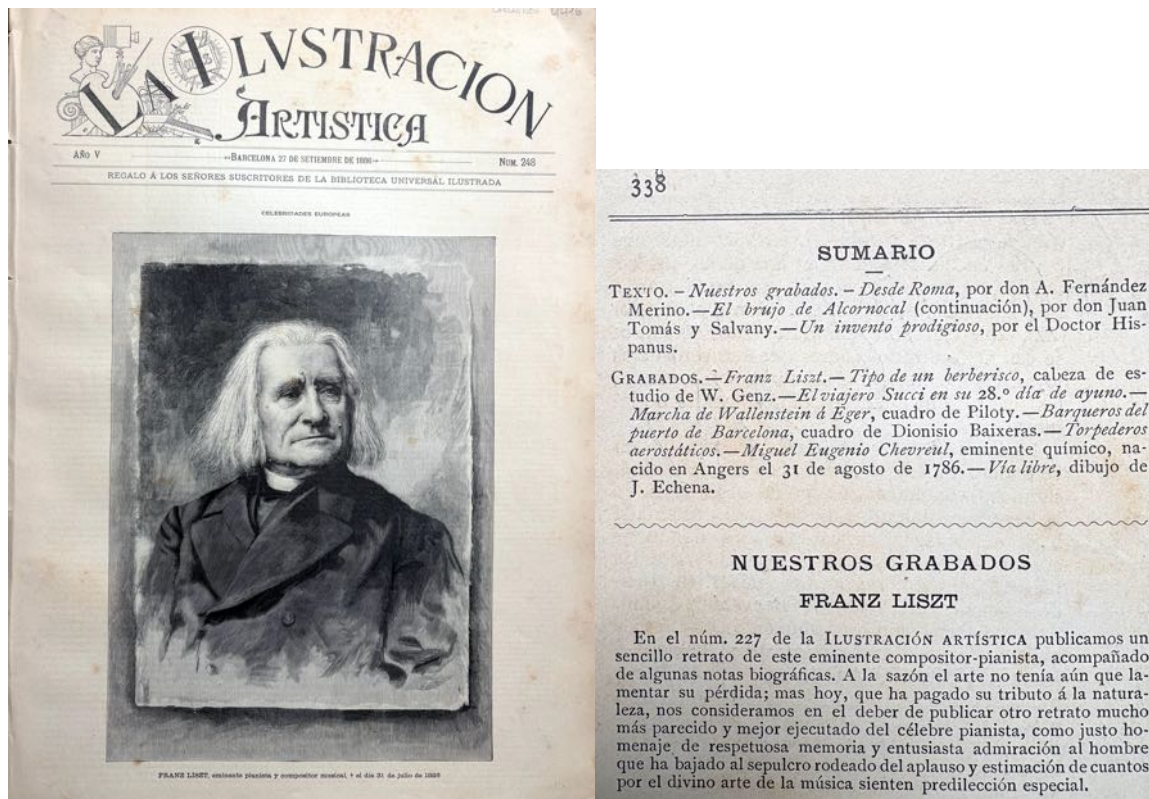 LA ILVSTRACION
ARTISTICA
AÑO V
BARCELONA 27 DE SETIEMBRE DE 1886
NUM. 248
REGALO Á LOS SEÑORES SUSCRITORES DE LA BIBLIOTECA UNIVERSAL ILUSTRADA
CELEBRIDADES EUROPEAS
FRANZ LISZT, eminente pianista y compositor musical, † el día 31 de julio de 1886
338
SUMARIO
TEXTO. – Nuestros grabados. – Desde Roma, por don A. Fernández
Merino.—El brujo de Alcornocal (continuación), por don Juan
Tomás y Salvany.—Un invento prodigioso, por el Doctor His-
panus.
GRABADOS.—Franz Liszt.—Tipo de un berberisco, cabeza de es-
tudio de W. Genz.—El viajero Succi en su 28.º día de ayuno.—
Marcha de Wallenstein á Eger, cuadro de Piloty.—Barqueros del
puerto de Barcelona, cuadro de Dionisio Baixeras.—Torpederos
aerostáticos.—Miguel Eugenio Chevreul, eminente químico, na-
cido en Angers el 31 de agosto de 1786.—Vía libre, dibujo de
J. Echena.
NUESTROS GRABADOS
FRANZ LISZT
En el núm. 227 de la ILUSTRACIÓN ARTÍSTICA publicamos un
sencillo retrato de este eminente compositor-pianista, acompañado
de algunas notas biográficas. A la sazón el arte no tenía aún que la-
mentar su pérdida; mas hoy, que ha pagado su tributo á la natura-
leza, nos consideramos en el deber de publicar otro retrato mucho
más parecido y mejor ejecutado del célebre pianista, como justo ho-
menaje de respetuosa memoria y entusiasta admiración al hombre
que ha bajado al sepulcro rodeado del aplauso y estimación de cuantos
por el divino arte de la música sienten predilección especial.